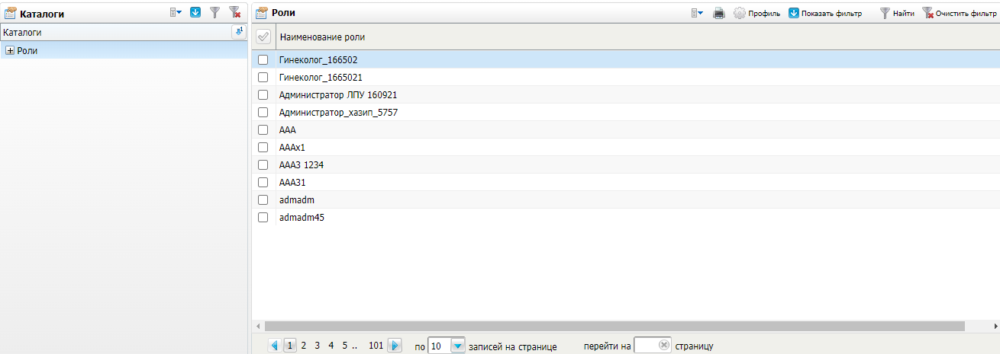 Каталоги
Каталоги
Роли
Роли
Профиль Показать фильтр Найти Очистить фильтр
Наименование роли
Гинеколог_166502
Гинеколог_1665021
Администратор ЛПУ 160921
Администратор_хазип_5757
ААА
АААх1
ААА3 1234
ААА31
admadm
admadm45
1 2 3 4 5 .. 101 по 10 записей на странице перейти на страницу